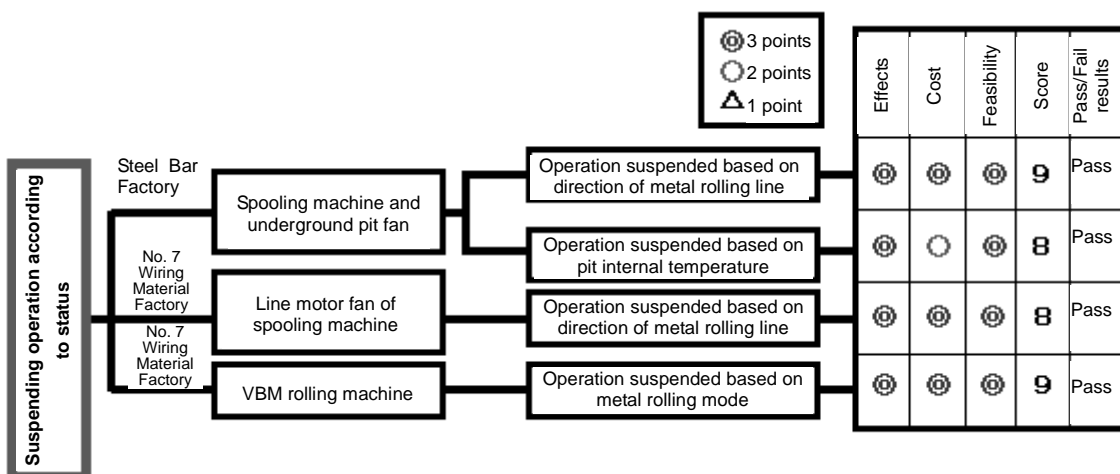 ◎ 3 points
○ 2 points
△ 1 point
Effects
Cost
Feasibility
Score
Pass/Fail
results
Suspending operation according
to status
Steel Bar
Factory
Spooling machine and
underground pit fan
Operation suspended based on
direction of metal rolling line
◎ ◎ ◎ 9 Pass
Operation suspended based on
pit internal temperature
◎ ○ ◎ 8 Pass
No. 7
Wiring
Material
Factory
Line motor fan of
spooling machine
Operation suspended based on
direction of metal rolling line
◎ ◎ ◎ 8 Pass
No. 7
Wiring
Material
Factory
VBM rolling machine
Operation suspended based on
metal rolling mode
◎ ◎ ◎ 9 Pass